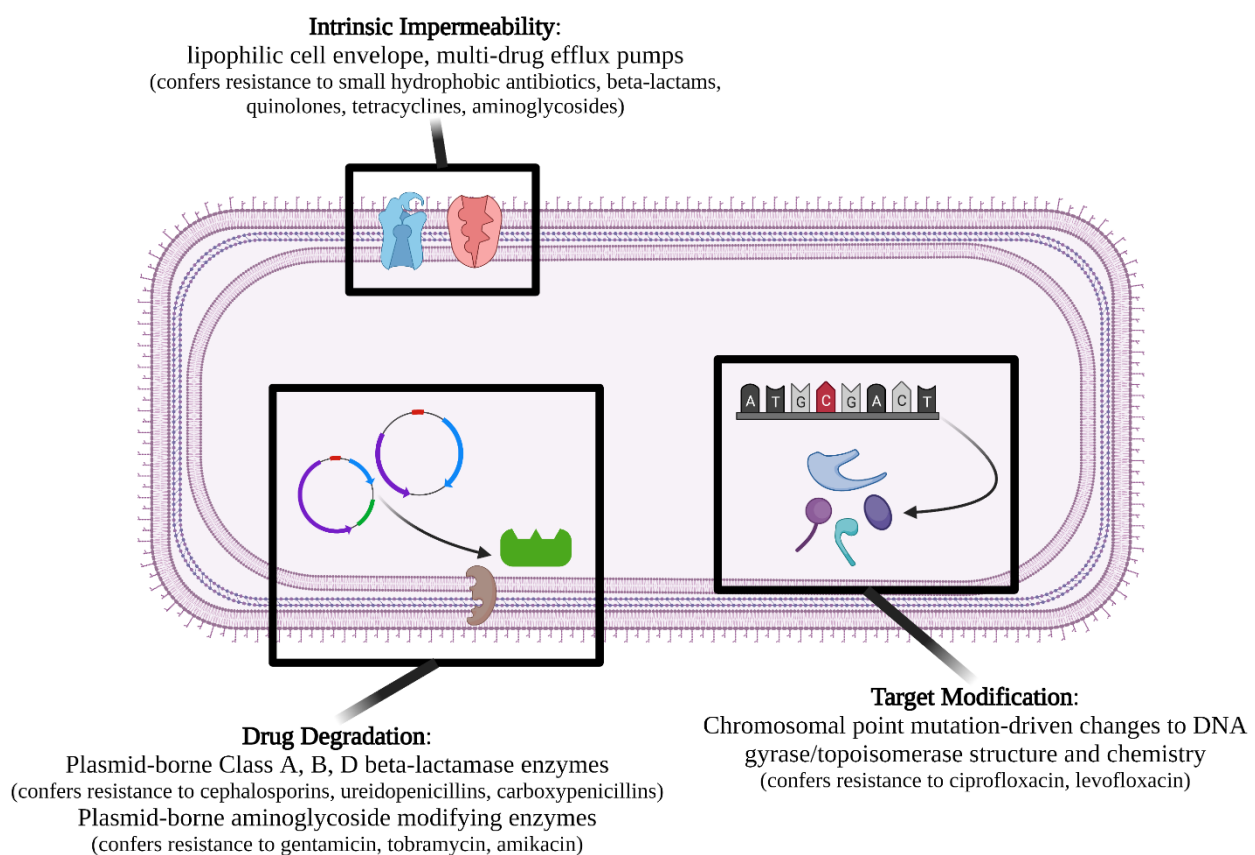 Intrinsic Impermeability:
lipophilic cell envelope, multi-drug efflux pumps
(confers resistance to small hydrophobic antibiotics, beta-lactams,
quinolones, tetracyclines, aminoglycosides)
A T G C G A C T
Drug Degradation:
Plasmid-borne Class A, B, D beta-lactamase enzymes
(confers resistance to cephalosporins, ureidopenicillins, carboxypenicillins)
Plasmid-borne aminoglycoside modifying enzymes
(confers resistance to gentamicin, tobramycin, amikacin)
Target Modification:
Chromosomal point mutation-driven changes to DNA
gyrase/topoisomerase structure and chemistry
(confers resistance to ciprofloxacin, levofloxacin)